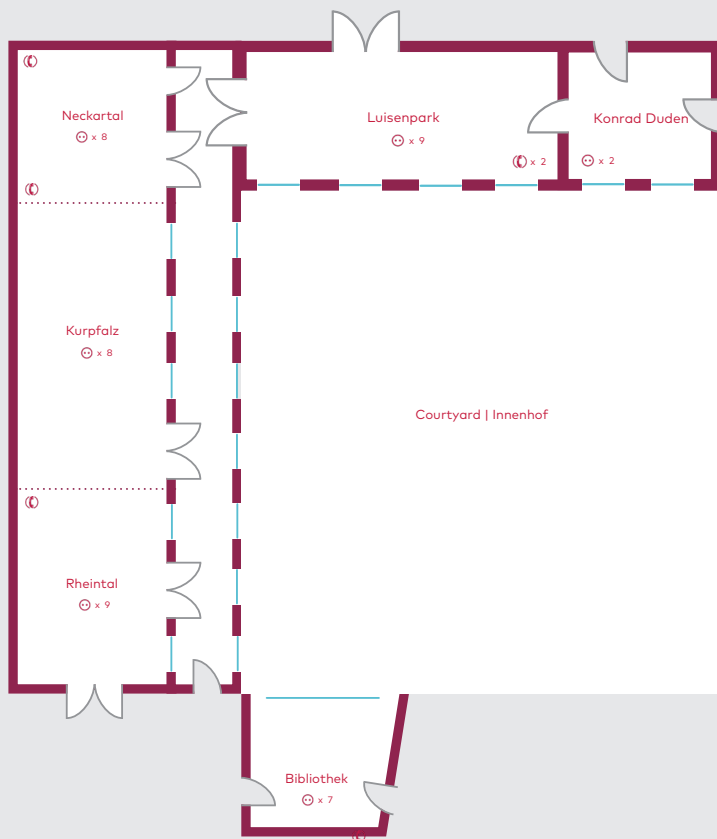 Neckartal
x 8
Luisenpark
x 9
x 2
Konrad Duden
x 2
Kurpfalz
x 8
Courtyard | Innenhof
Rheintal
x 9
Bibliothek
x 7